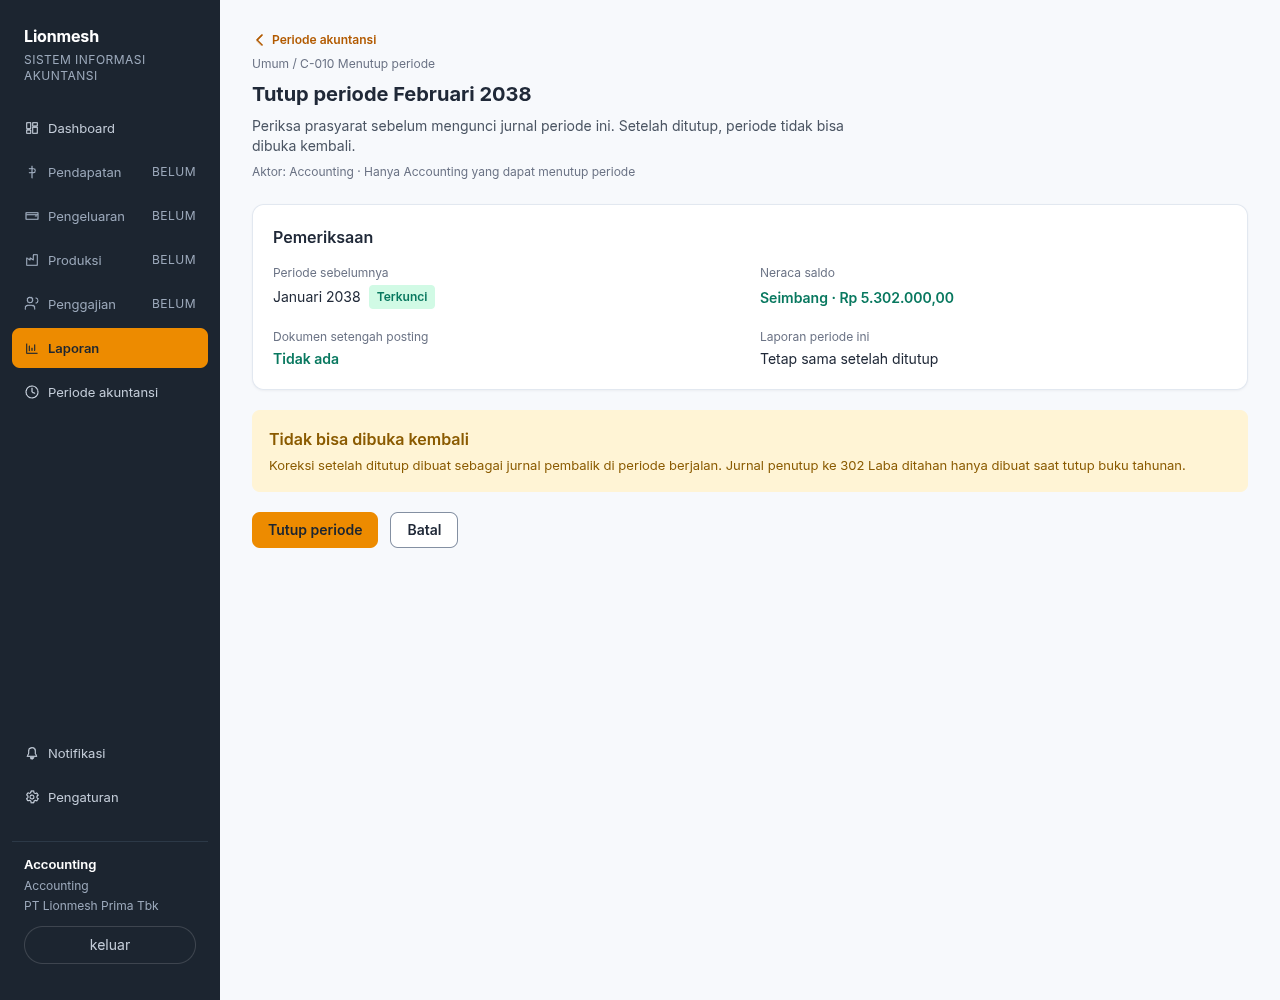 Lionmesh
SISTEM INFORMASI
AKUNTANSI
Dashboard
Pendapatan BELUM
Pengeluaran BELUM
Produksi BELUM
Penggajian BELUM
Laporan
Periode akuntansi
Notifikasi
Pengaturan
Accounting
Accounting
PT Lionmesh Prima Tbk
keluar
Periode akuntansi
Umum / C-010 Menutup periode
Tutup periode Februari 2038
Periksa prasyarat sebelum mengunci jurnal periode ini. Setelah ditutup, periode tidak bisa
dibuka kembali.
Aktor: Accounting · Hanya Accounting yang dapat menutup periode
Pemeriksaan
Periode sebelumnya
Januari 2038 Terkunci
Neraca saldo
Seimbang · Rp 5.302.000,00
Dokumen setengah posting
Tidak ada
Laporan periode ini
Tetap sama setelah ditutup
Tidak bisa dibuka kembali
Koreksi setelah ditutup dibuat sebagai jurnal pembalik di periode berjalan. Jurnal penutup ke 302 Laba ditahan hanya dibuat saat tutup buku tahunan.
Tutup periode
Batal